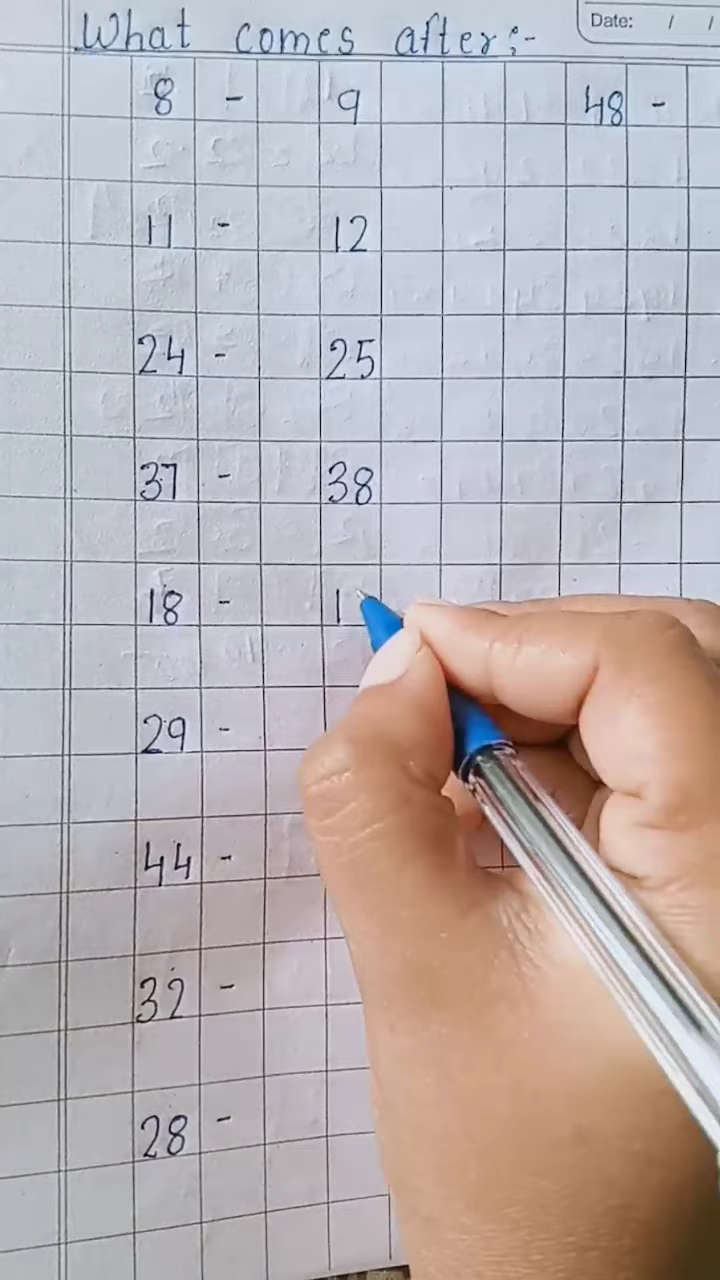 Date: / /
What comes after:-
8 - 9 48 -
11 - 12
24 - 25
37 - 38
18 - 1
29 -
44 -
32 -
28 -